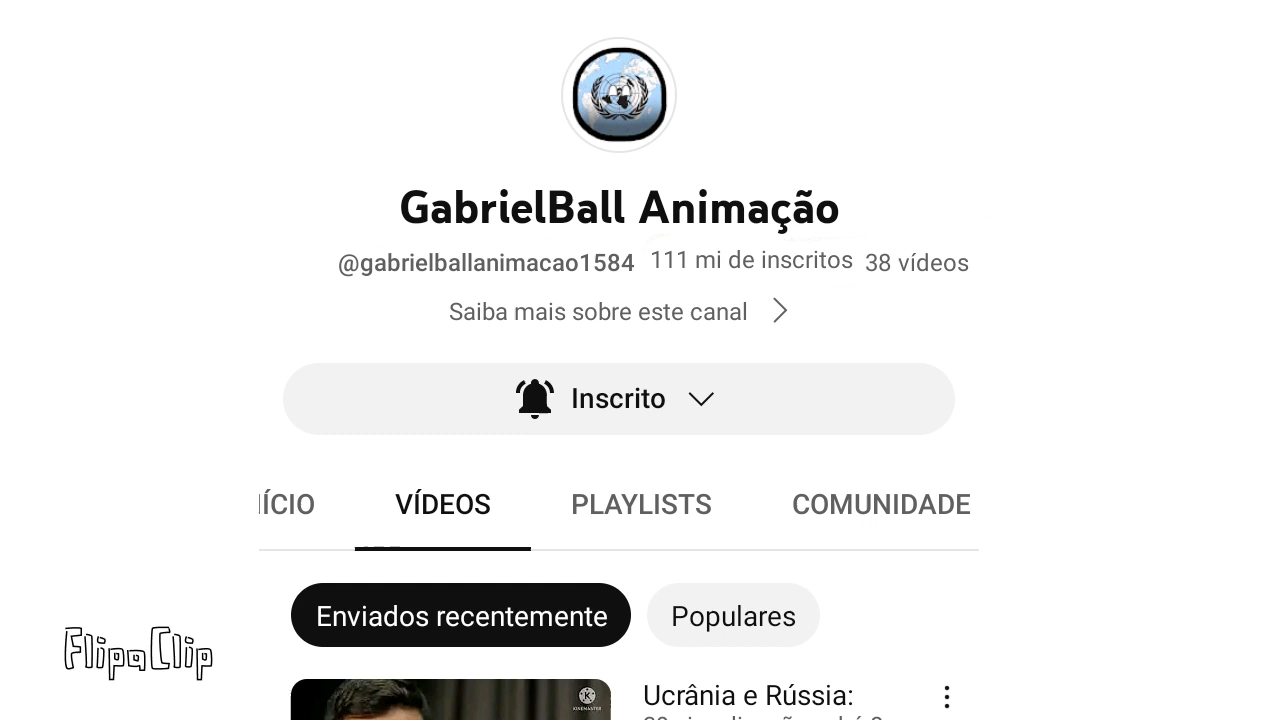 GabrielBall Animação
@gabrielballanimacao1584 111 mi de inscritos 38 vídeos
Saiba mais sobre este canal
Inscrito
ÍCIO VÍDEOS PLAYLISTS COMUNIDADE
Enviados recentemente Populares
FlipaClip
KINEMASTER
Ucrânia e Rússia: